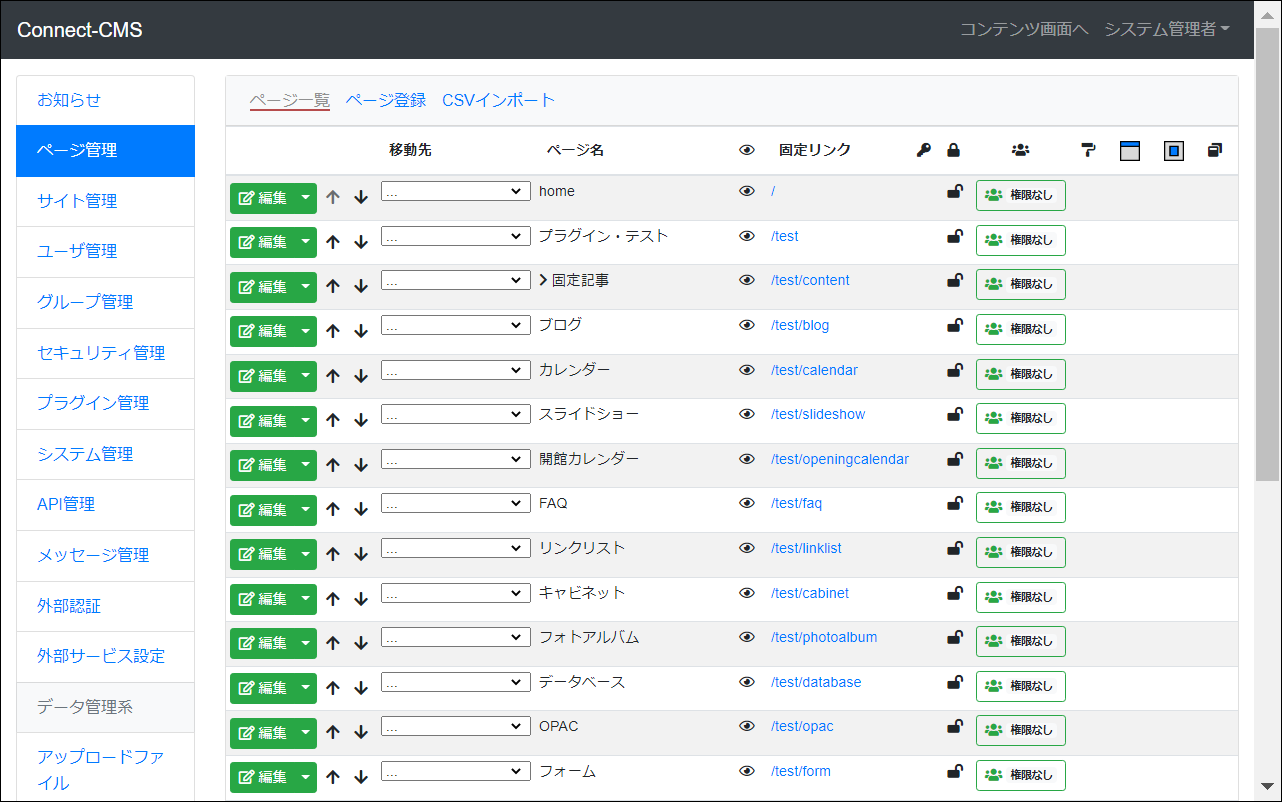 Connect-CMS
コンテンツ画面へ システム管理者
お知らせ
ページ管理
サイト管理
ユーザ管理
グループ管理
セキュリティ管理
プラグイン管理
システム管理
API管理
メッセージ管理
外部認証
外部サービス設定
データ管理系
アップロードファ
イル
ページ一覧 ページ登録 CSVインポート
移動先 ページ名 固定リンク
編集 ... home / 権限なし
編集 ... プラグイン・テスト /test 権限なし
編集 ... 固定記事 /test/content 権限なし
編集 ... ブログ /test/blog 権限なし
編集 ... カレンダー /test/calendar 権限なし
編集 ... スライドショー /test/slideshow 権限なし
編集 ... 開館カレンダー /test/openingcalendar 権限なし
編集 ... FAQ /test/faq 権限なし
編集 ... リンクリスト /test/linklist 権限なし
編集 ... キャビネット /test/cabinet 権限なし
編集 ... フォトアルバム /test/photoalbum 権限なし
編集 ... データベース /test/database 権限なし
編集 ... OPAC /test/opac 権限なし
編集 ... フォーム /test/form 権限なし